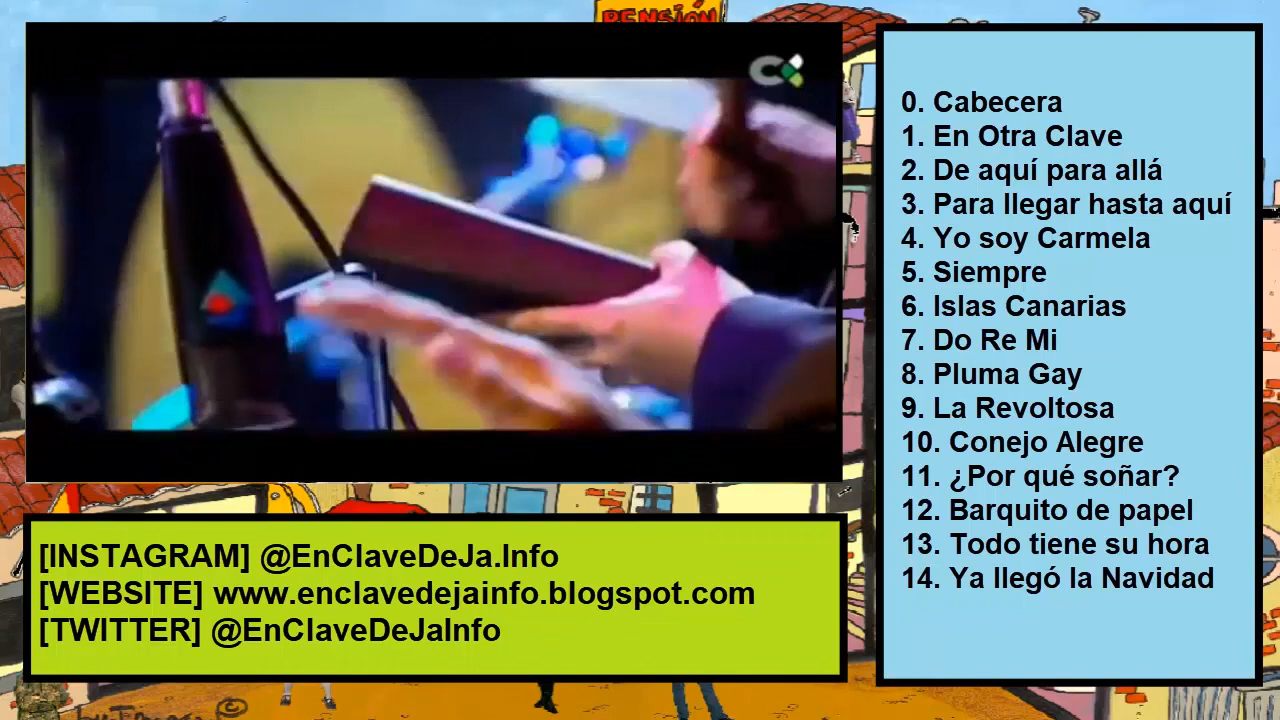 PENSIÓN
0. Cabecera
1. En Otra Clave
2. De aquí para allá
3. Para llegar hasta aquí
4. Yo soy Carmela
5. Siempre
6. Islas Canarias
7. Do Re Mi
8. Pluma Gay
9. La Revoltosa
10. Conejo Alegre
11. ¿Por qué soñar?
12. Barquito de papel
13. Todo tiene su hora
14. Ya llegó la Navidad
[INSTAGRAM] @EnClaveDeJa.Info
[WEBSITE] www.enclavedejainfo.blogspot.com
[TWITTER] @EnClaveDeJaInfo